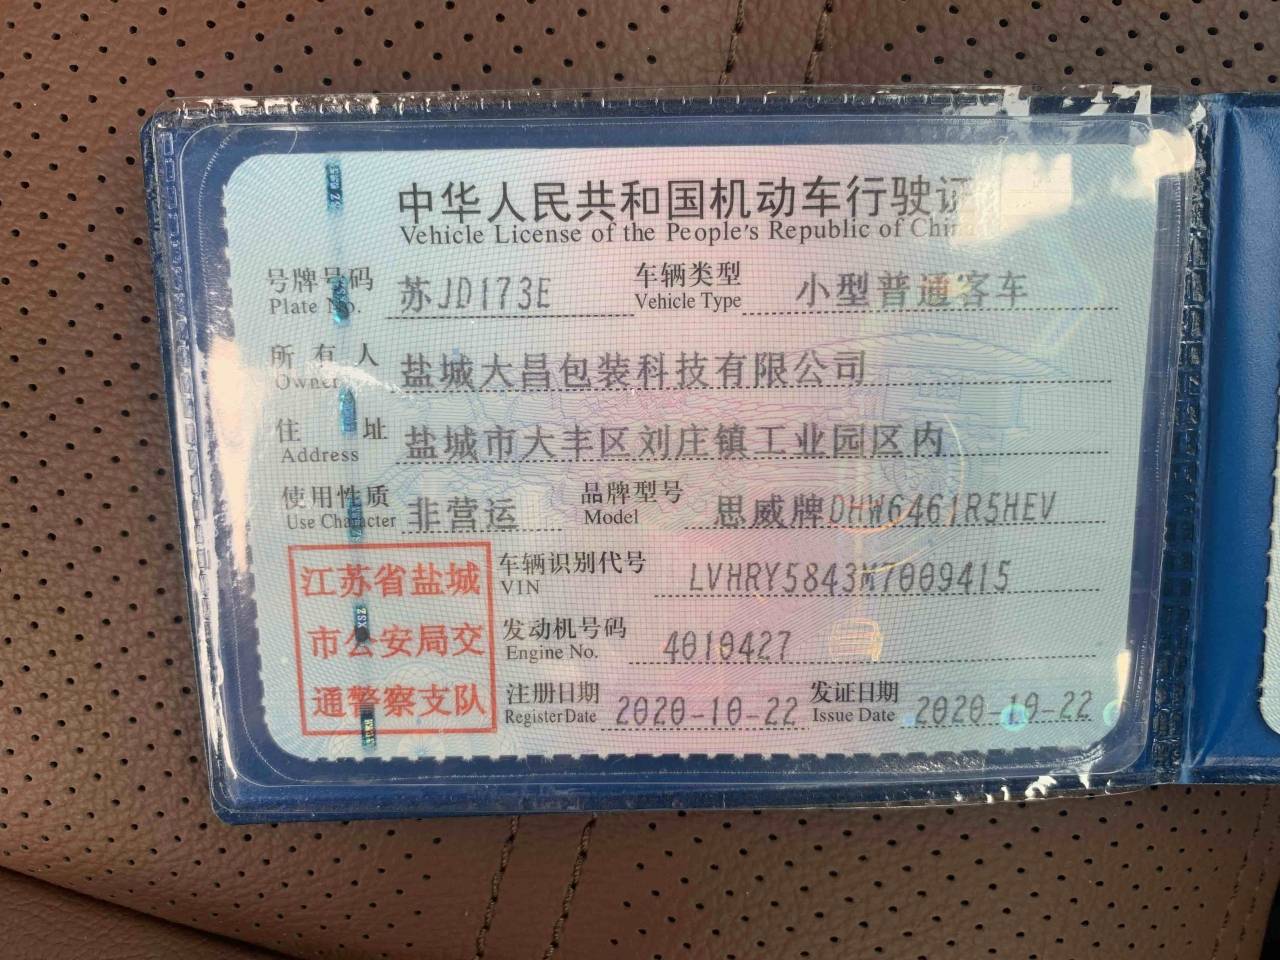 中华人民共和国机动车行驶证
Vehicle License of the People's Republic of China
号牌号码 苏JD173E 车辆类型 小型普通客车
Plate No. Vehicle Type
所有人 盐城大昌包装科技有限公司
Owner
住址 盐城市大丰区刘庄镇工业园区内
Address
使用性质 非营运 品牌型号 思威牌DHW6461R5HEV
Use Character Model
江苏省盐城
市公安局交
通警察支队
车辆识别代号 LVHRY5843M7009415
VIN
发动机号码 4010427
Engine No.
注册日期 2020-10-22 发证日期 2020-10-22
Register Date Issue Date